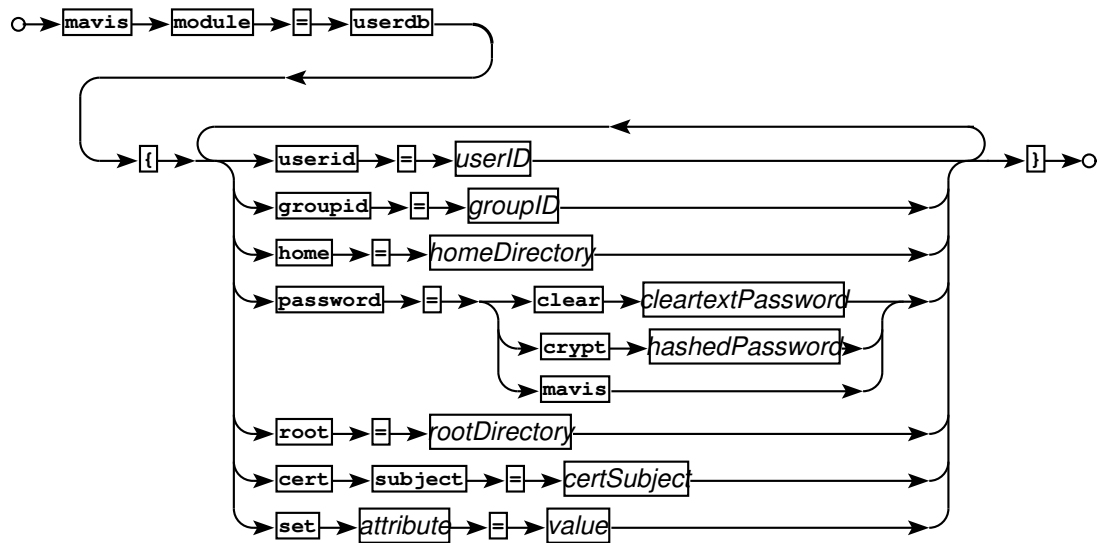 mavis module = userdb
{ userid = userID }
groupid = groupID
home = homeDirectory
password = clear cleartextPassword
crypt hashedPassword
mavis
root = rootDirectory
cert subject = certSubject
set attribute = value